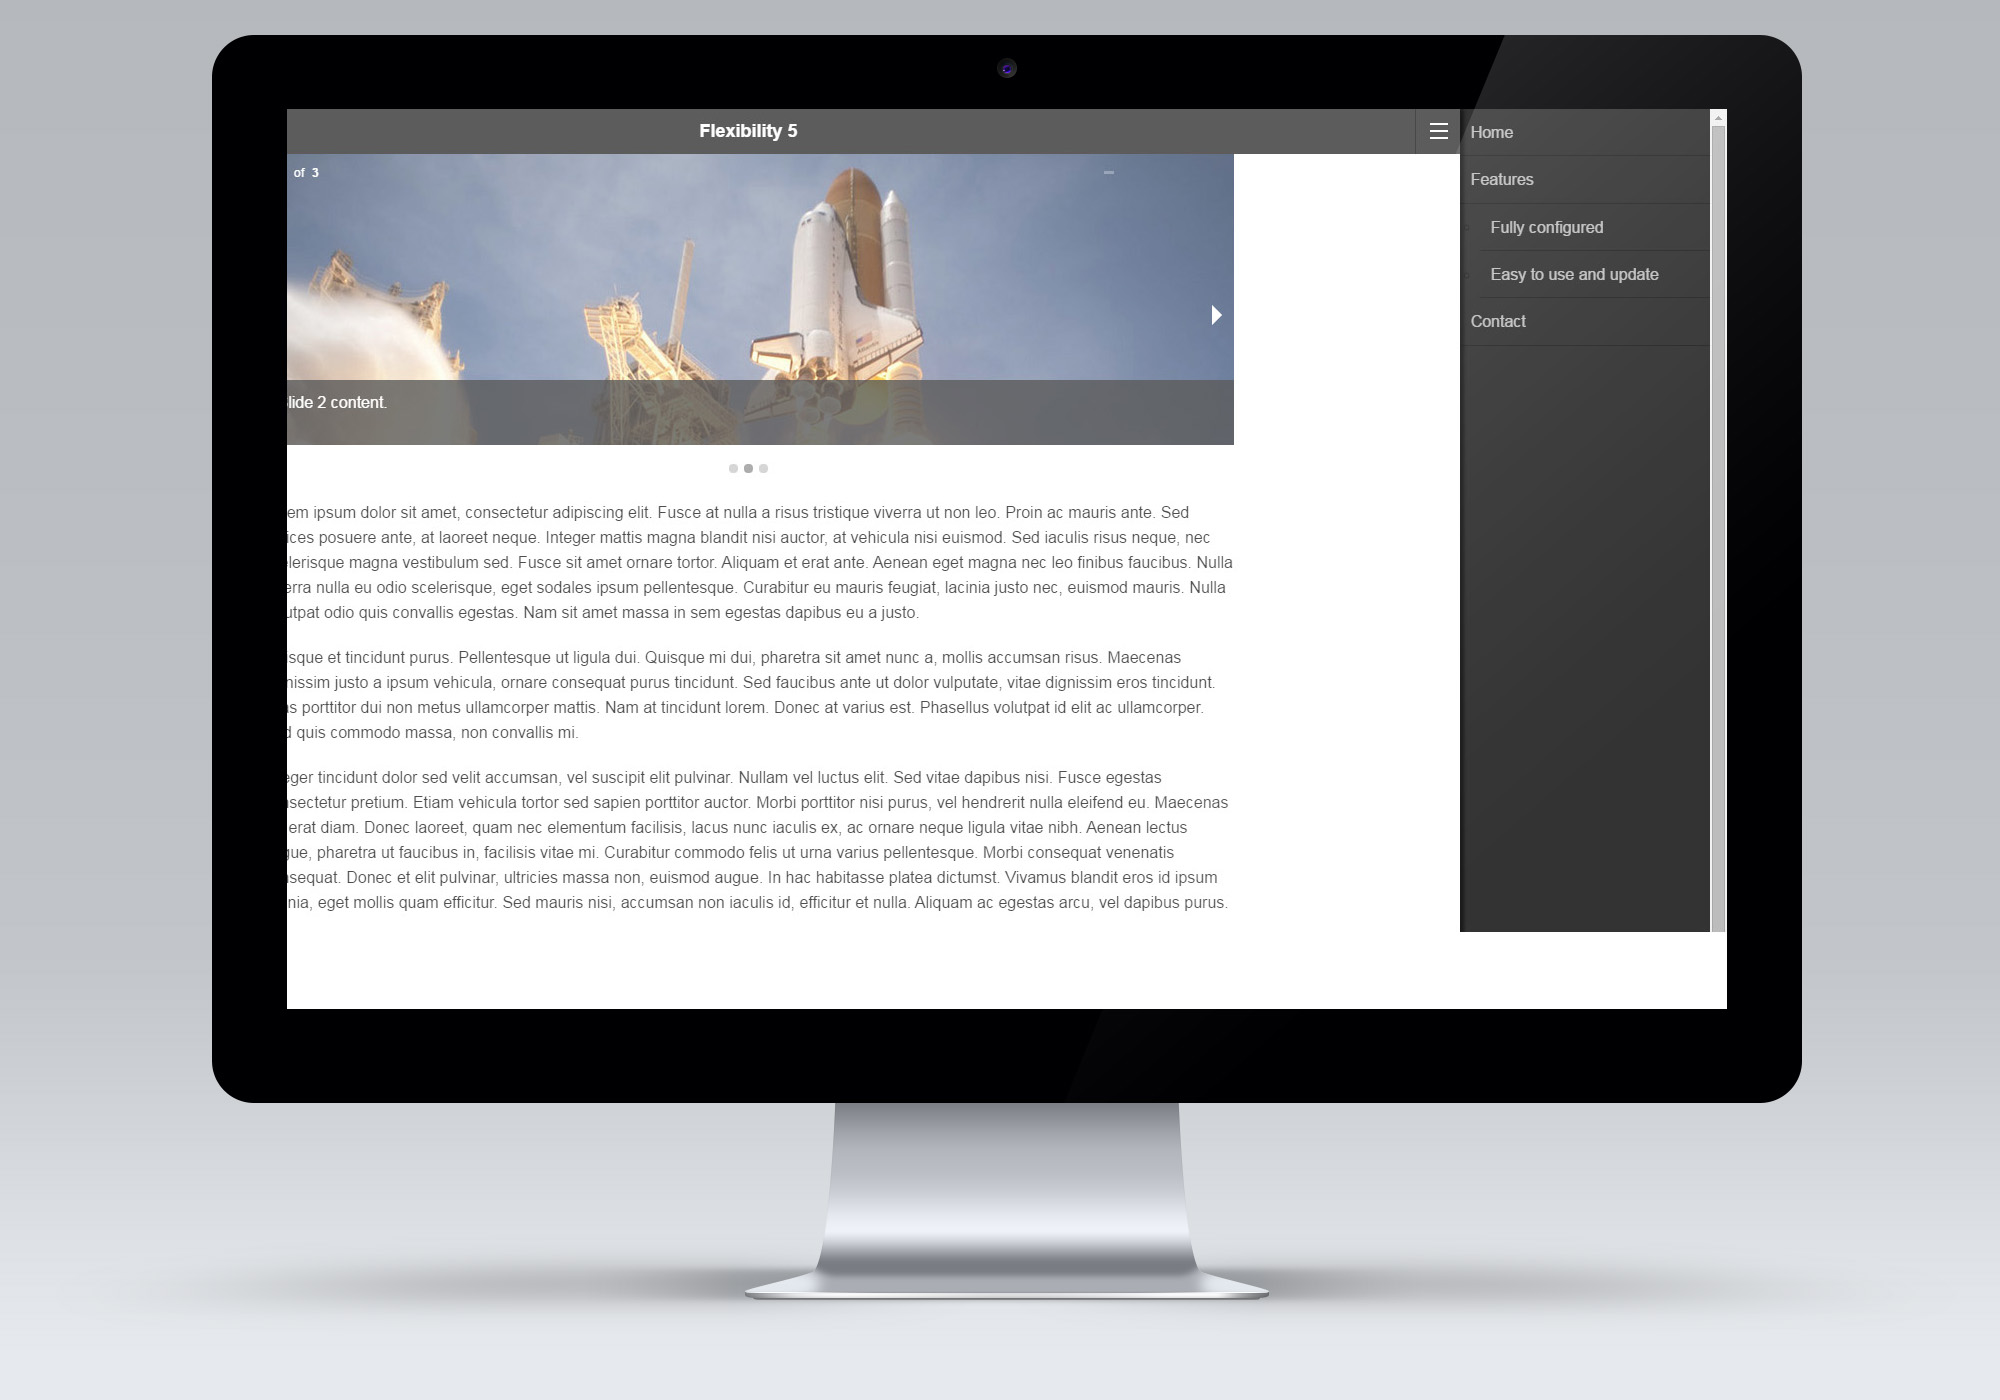 Flexibility 5
Home
Features
Fully configured
Easy to use and update
Contact
of 3
Atlantis
lide 2 content.
em ipsum dolor sit amet, consectetur adipiscing elit. Fusce at nulla a risus tristique viverra ut non leo. Proin ac mauris ante. Sed
ices posuere ante, at laoreet neque. Integer mattis magna blandit nisi auctor, at vehicula nisi euismod. Sed iaculis risus neque, nec
lerisque magna vestibulum sed. Fusce sit amet ornare tortor. Aliquam et erat ante. Aenean eget magna nec leo finibus faucibus. Nulla
erra nulla eu odio scelerisque, eget sodales ipsum pellentesque. Curabitur eu mauris feugiat, lacinia justo nec, euismod mauris. Nulla
utpat odio quis convallis egestas. Nam sit amet massa in sem egestas dapibus eu a justo.
isque et tincidunt purus. Pellentesque ut ligula dui. Quisque mi dui, pharetra sit amet nunc a, mollis accumsan risus. Maecenas
nissim justo a ipsum vehicula, ornare consequat purus tincidunt. Sed faucibus ante ut dolor vulputate, vitae dignissim eros tincidunt.
s porttitor dui non metus ullamcorper mattis. Nam at tincidunt lorem. Donec at varius est. Phasellus volutpat id elit ac ullamcorper.
d quis commodo massa, non convallis mi.
eger tincidunt dolor sed velit accumsan, vel suscipit elit pulvinar. Nullam vel luctus elit. Sed vitae dapibus nisi. Fusce egestas
nsectetur pretium. Etiam vehicula tortor sed sapien porttitor auctor. Morbi porttitor nisi purus, vel hendrerit nulla eleifend eu. Maecenas
erat diam. Donec laoreet, quam nec elementum facilisis, lacus nunc iaculis ex, ac ornare neque ligula vitae nibh. Aenean lectus
gue, pharetra ut faucibus in, facilisis vitae mi. Curabitur commodo felis ut urna varius pellentesque. Morbi consequat venenatis
nsequat. Donec et elit pulvinar, ultricies massa non, euismod augue. In hac habitasse platea dictumst. Vivamus blandit eros id ipsum
nia, eget mollis quam efficitur. Sed mauris nisi, accumsan non iaculis id, efficitur et nulla. Aliquam ac egestas arcu, vel dapibus purus.